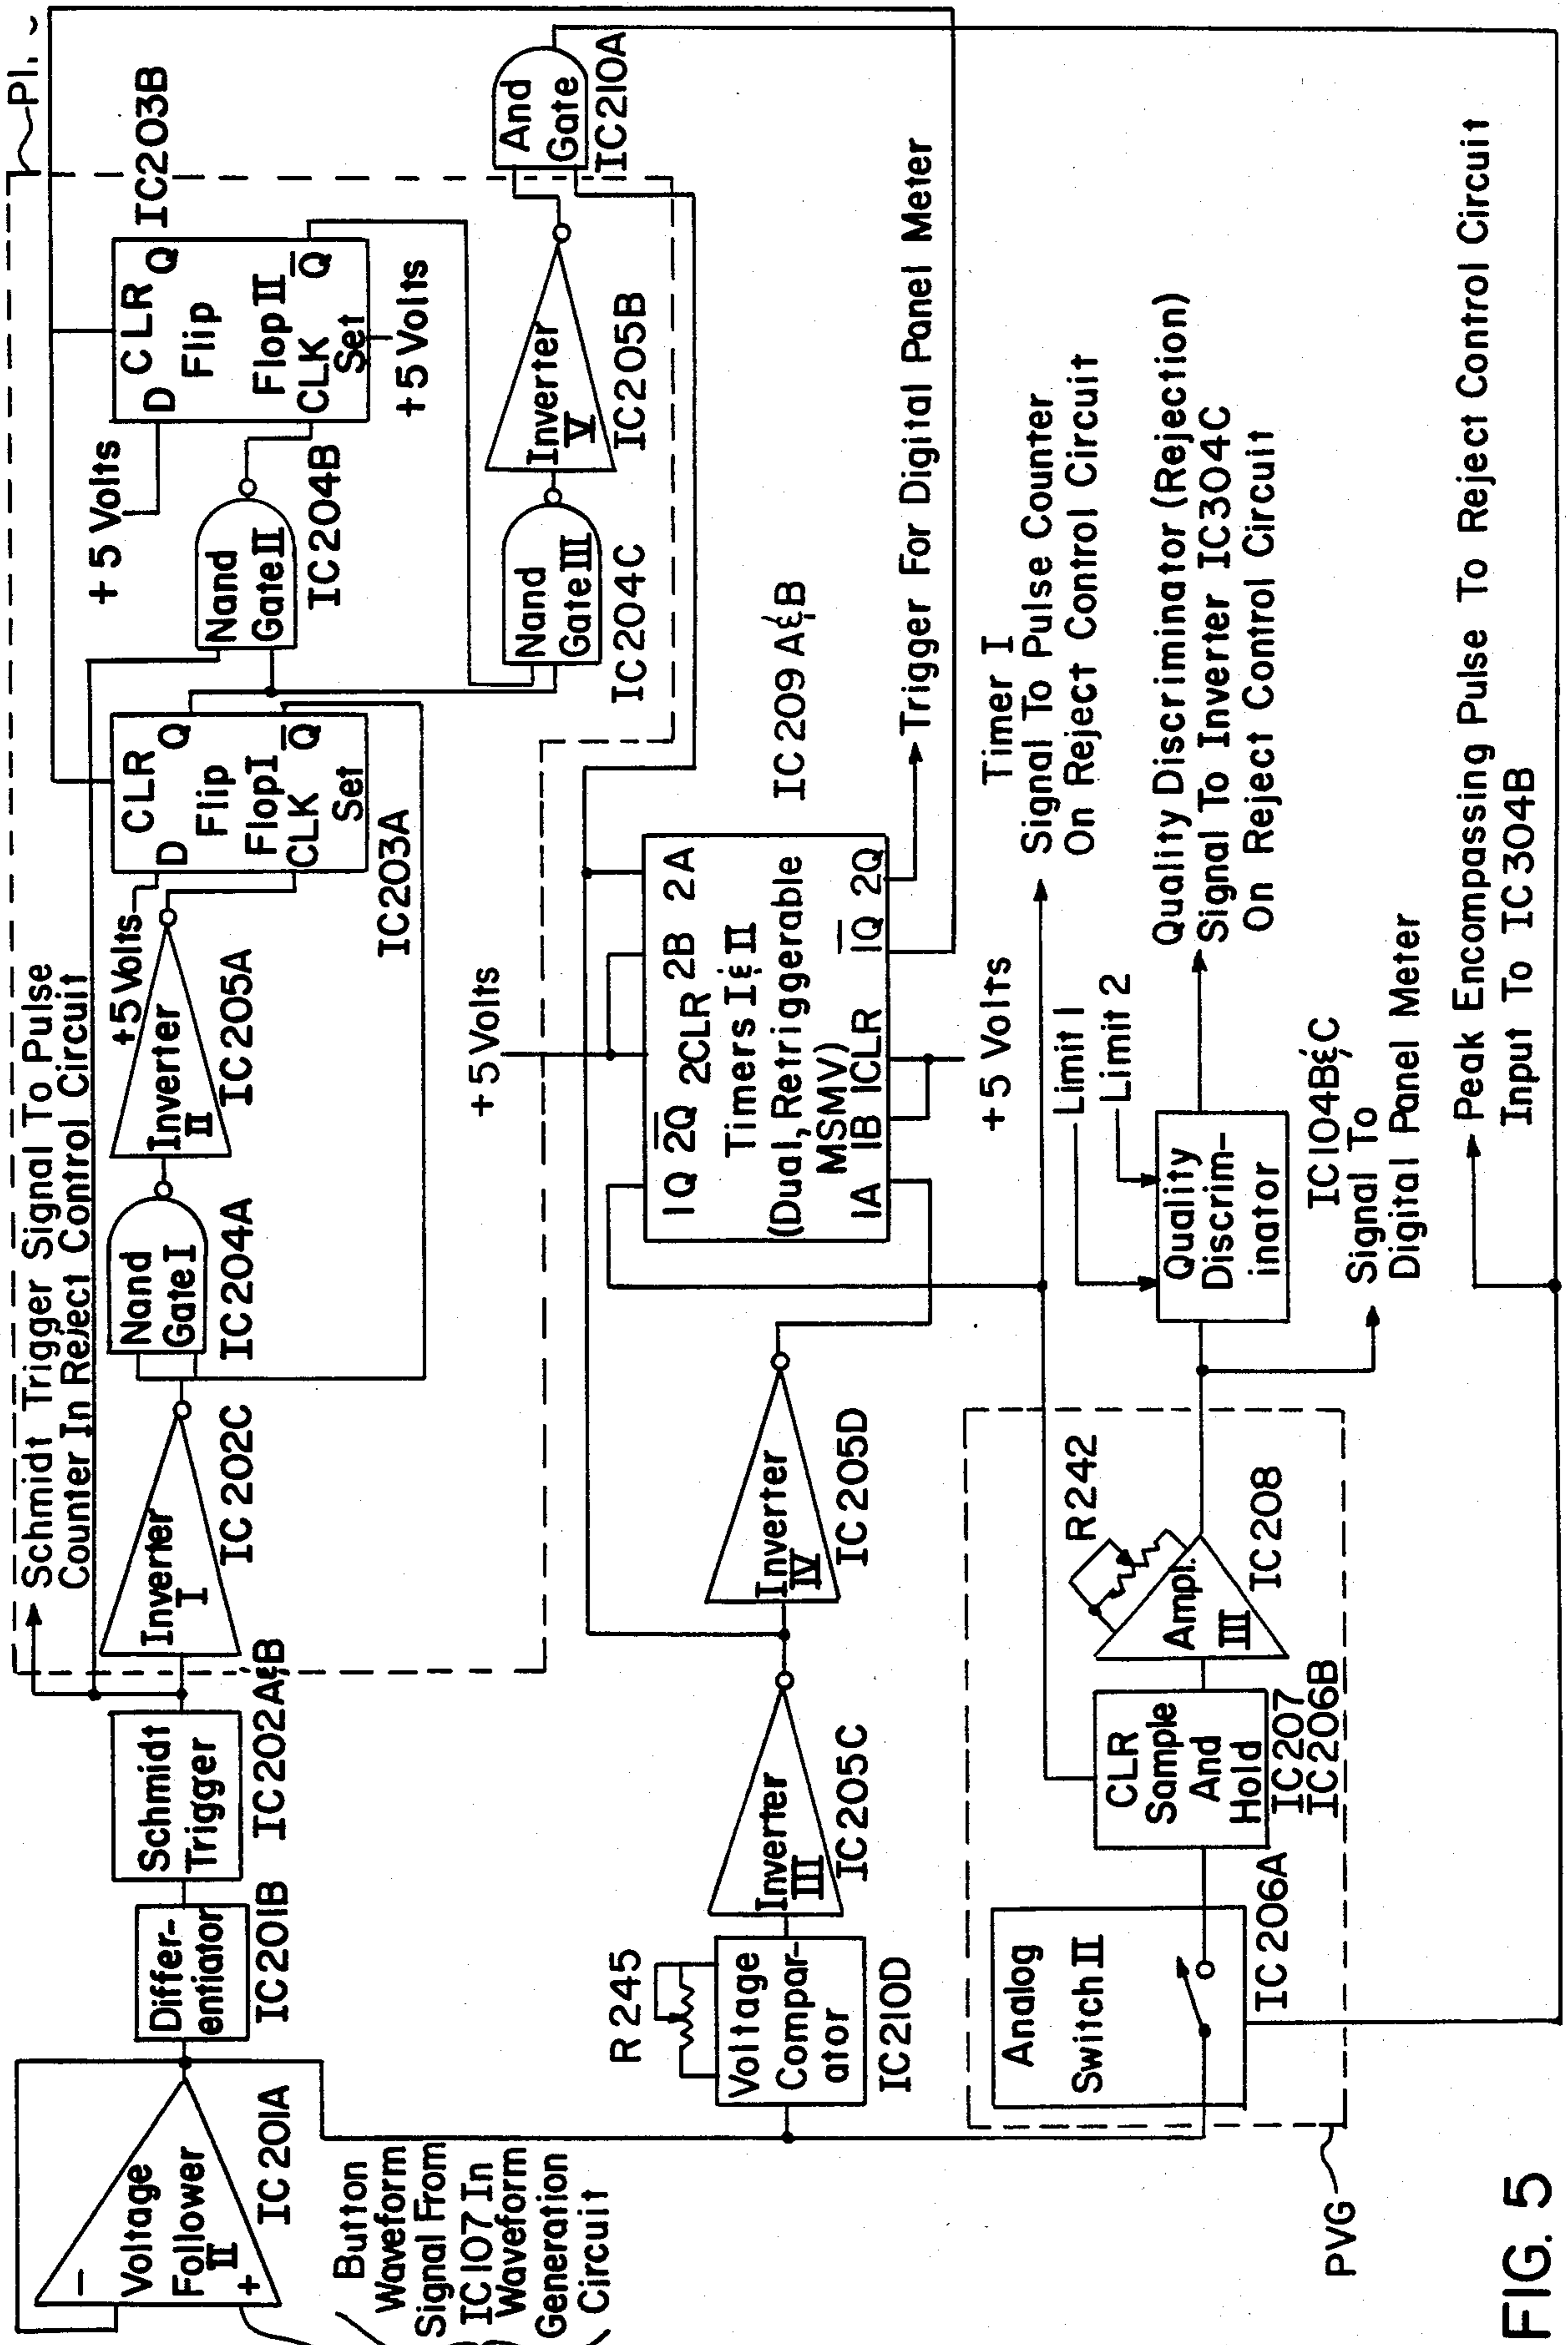 Voltage
Follower
II
−
+
IC201A
Differ-
entiator
IC201B
Schmidt
Trigger
IC202A&B
Schmidt Trigger Signal To Pulse
Counter In Reject Control Circuit
Inverter
I
IC202C
Nand
Gate I
IC204A
Inverter
II
IC205A
+5Volts
CLR
D
Q
Flip
Flop I
Q̅
CLK
Set
IC203A
Nand
Gate II
IC204B
+5 Volts
CLR
D
Q
Flip
Flop II
Q̅
CLK
Set
+5Volts
IC203B
P1.
Nand
Gate III
IC204C
Inverter
V
IC205B
And
Gate
IC210A
Button
Waveform
Signal From
IC107 In
Waveform
Generation
Circuit
R245
Voltage
Compar-
ator
IC210D
Inverter
III
IC205C
Inverter
IV
IC205D
+5Volts
1Q 2Q̅ 2CLR 2B 2A
Timers I & II
(Dual, Retriggerable
MSMV)
1A 1B 1CLR 1Q̅ 2Q
IC209A&B
+5 Volts
Trigger For Digital Panel Meter
Timer I
Signal To Pulse Counter
On Reject Control Circuit
Analog
Switch II
IC206A
CLR
Sample
And
Hold
IC207
IC206B
R242
Ampl.
III
IC208
PVG
Limit 1
Limit 2
Quality
Discrim-
inator
IC104B&C
Quality Discriminator (Rejection)
Signal To Inverter IC304C
On Reject Control Circuit
Signal To
Digital Panel Meter
Peak Encompassing Pulse To Reject Control Circuit
Input To IC304B
FIG. 5